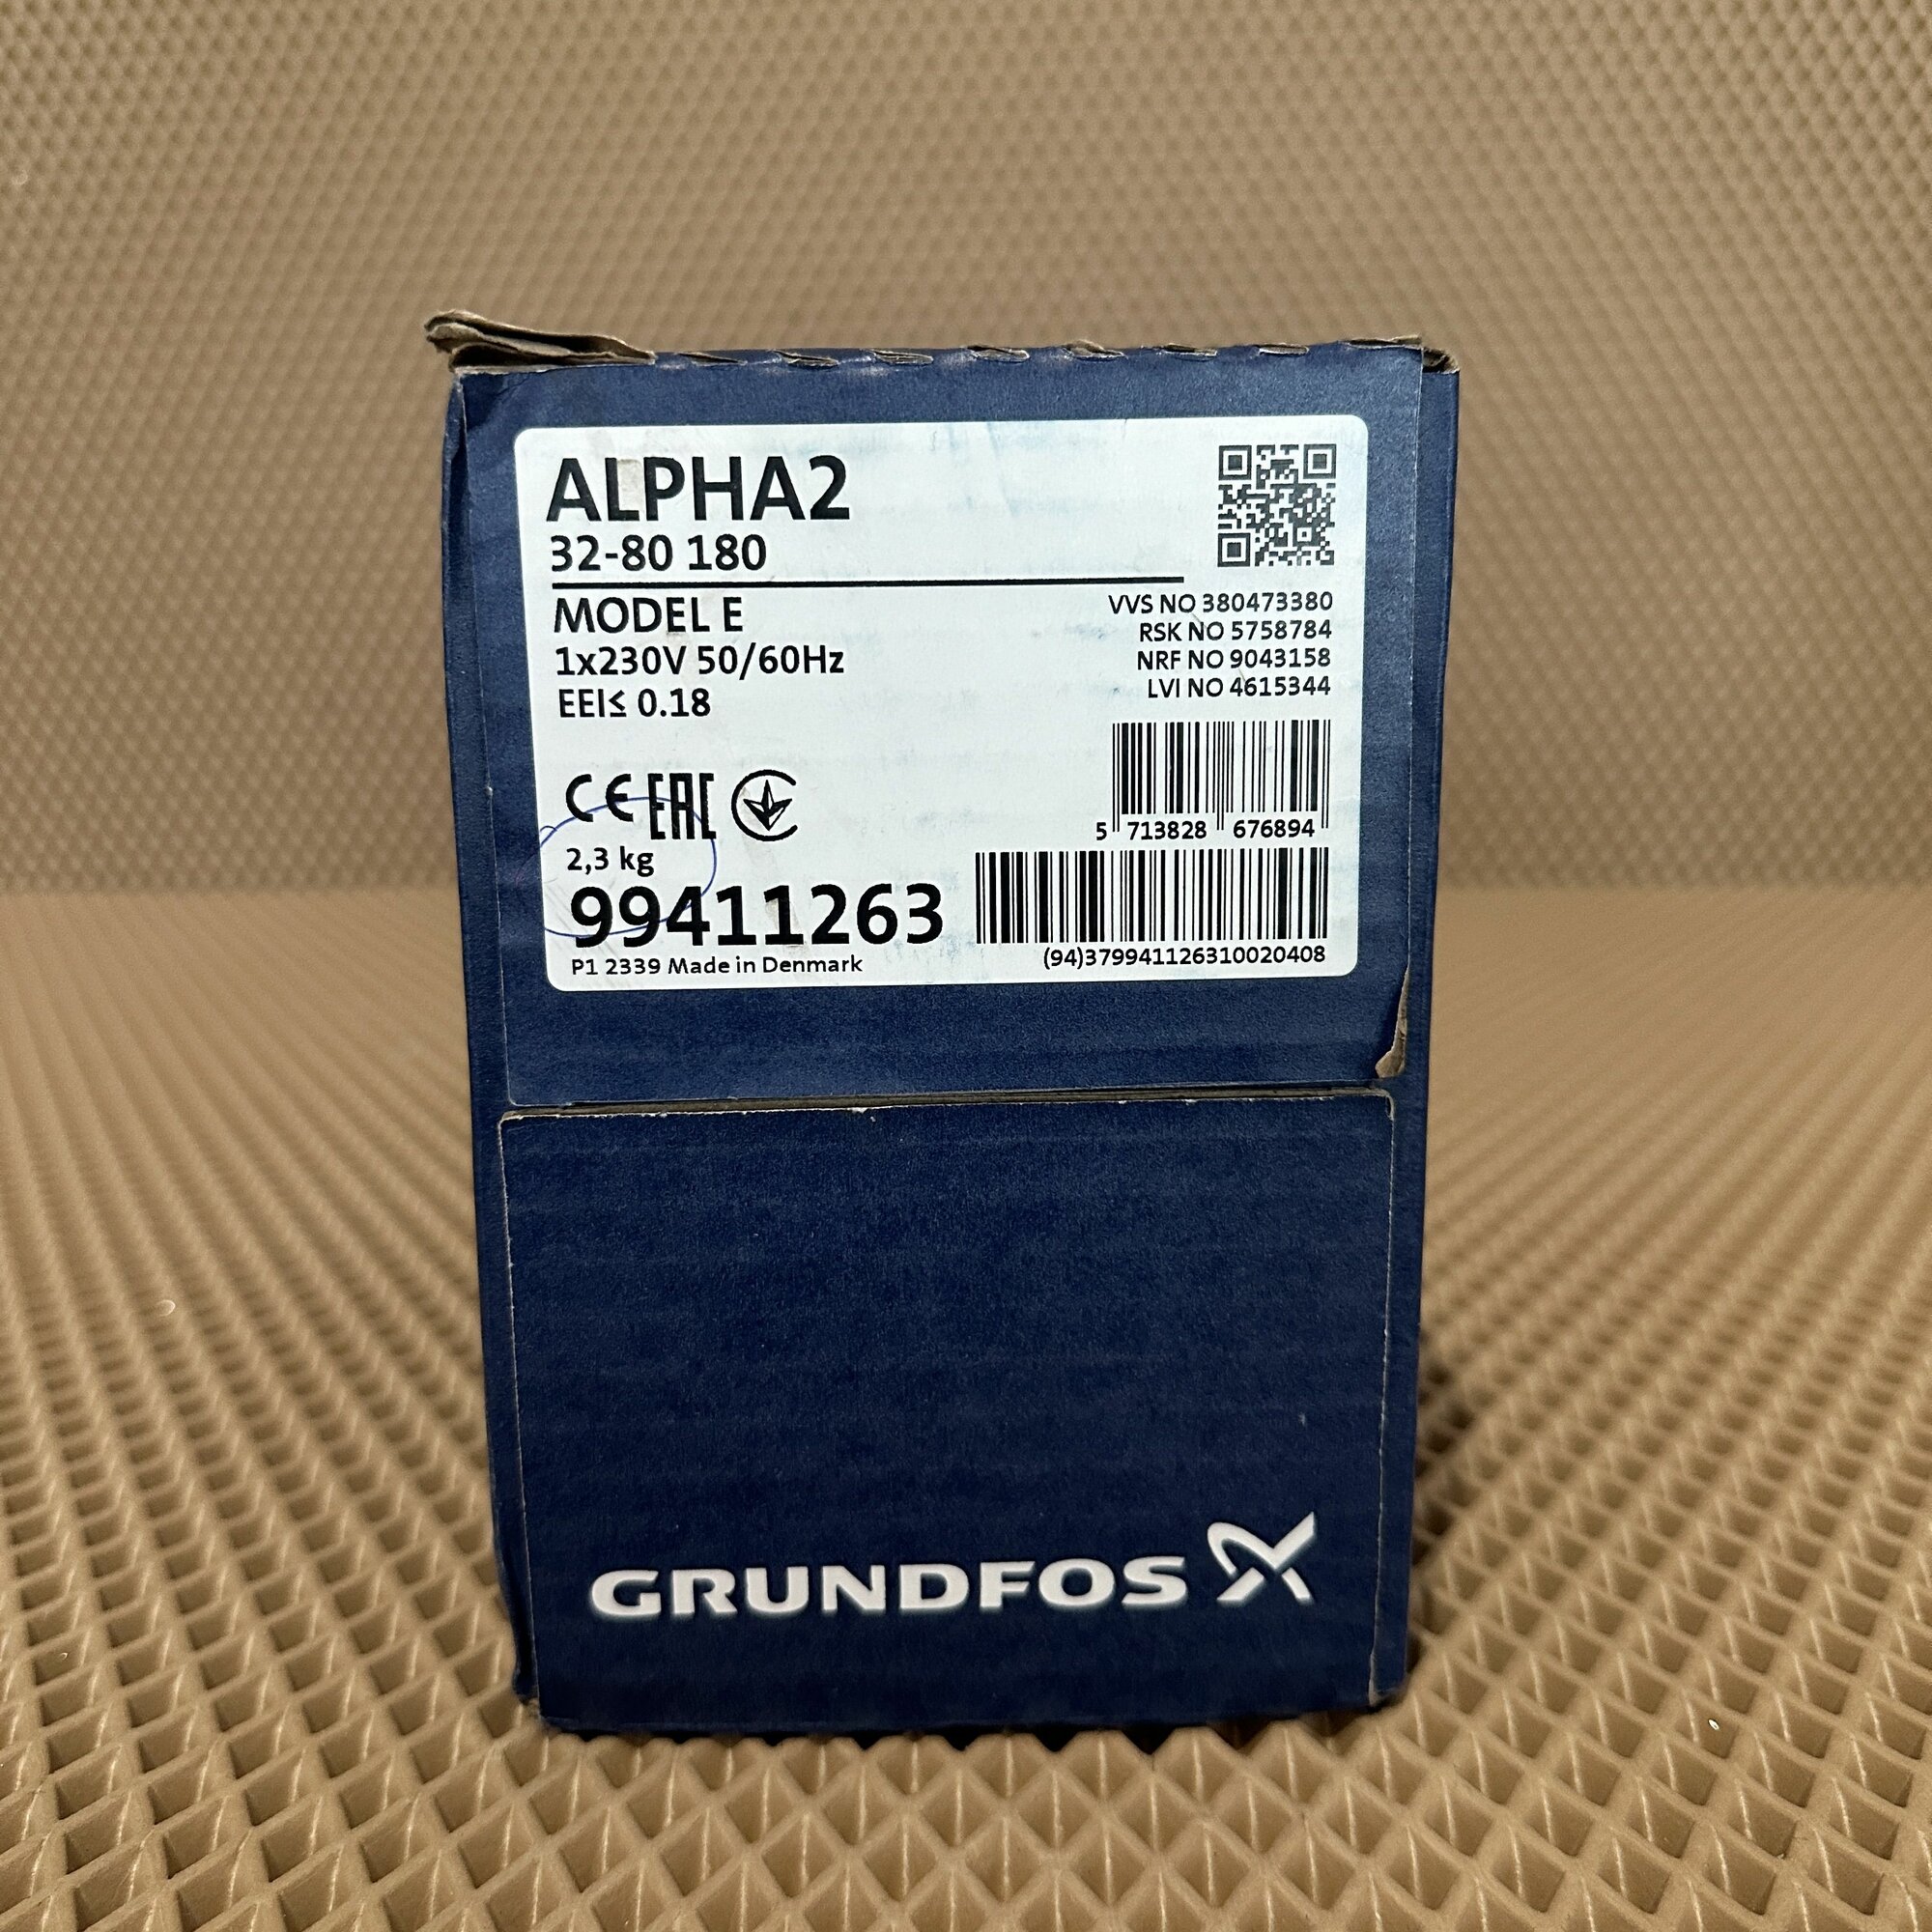 ALPHA2
32-80 180
MODEL E
1x230V 50/60Hz
EEI≤ 0.18
VVS NO 380473380
RSK NO 5758784
NRF NO 9043158
LVI NO 4615344
CE EAC
5 713828 676894
2,3 kg
99411263
P1 2339 Made in Denmark
(94)379941126310020408
GRUNDFOS